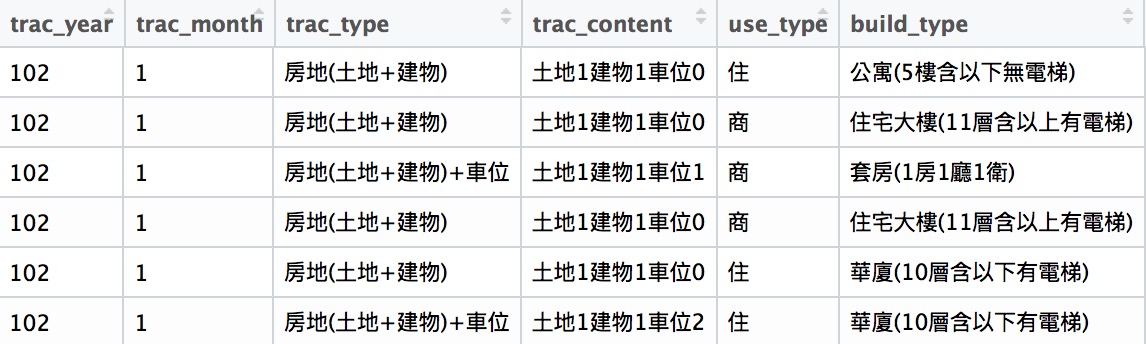 trac_year trac_month trac_type trac_content use_type build_type
102 1 房地(土地+建物) 土地1建物1車位0 住 公寓(5樓含以下無電梯)
102 1 房地(土地+建物) 土地1建物1車位0 商 住宅大樓(11層含以上有電梯)
102 1 房地(土地+建物)+車位 土地1建物1車位1 商 套房(1房1廳1衛)
102 1 房地(土地+建物) 土地1建物1車位0 商 住宅大樓(11層含以上有電梯)
102 1 房地(土地+建物) 土地1建物1車位0 住 華廈(10層含以下有電梯)
102 1 房地(土地+建物)+車位 土地1建物1車位2 住 華廈(10層含以下有電梯)